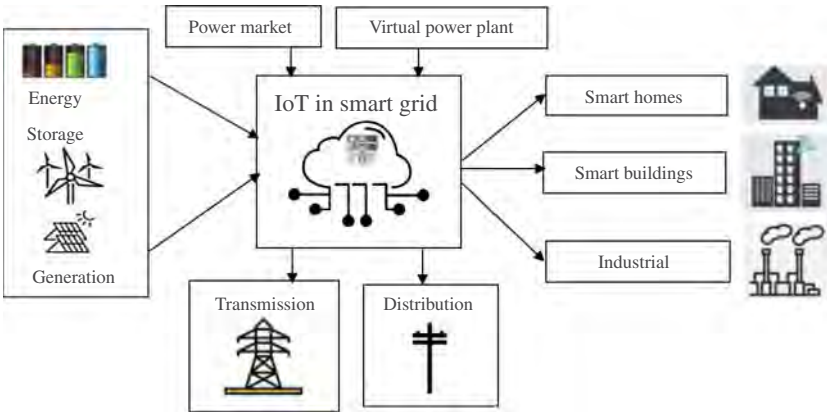 Power market
Virtual power plant
Energy
Storage
Generation
IoT in smart grid
Smart homes
Smart buildings
Industrial
Transmission
Distribution